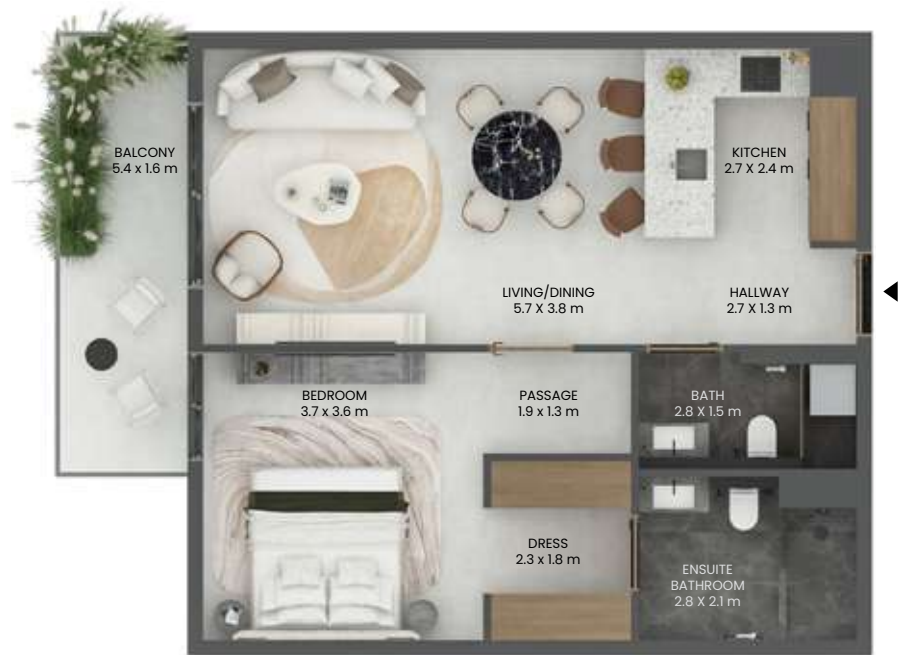 BALCONY
5.4 x 1.6 m
KITCHEN
2.7 X 2.4 m
LIVING/DINING
5.7 X 3.8 m
HALLWAY
2.7 X 1.3 m
BEDROOM
3.7 x 3.6 m
PASSAGE
1.9 x 1.3 m
BATH
2.8 X 1.5 m
DRESS
2.3 x 1.8 m
ENSUITE
BATHROOM
2.8 X 2.1 m